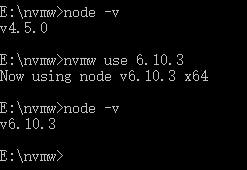 E:\nvmw>node -v
v4.5.0
E:\nvmw>nvmw use 6.10.3
Now using node v6.10.3 x64
E:\nvmw>node -v
v6.10.3
E:\nvmw>